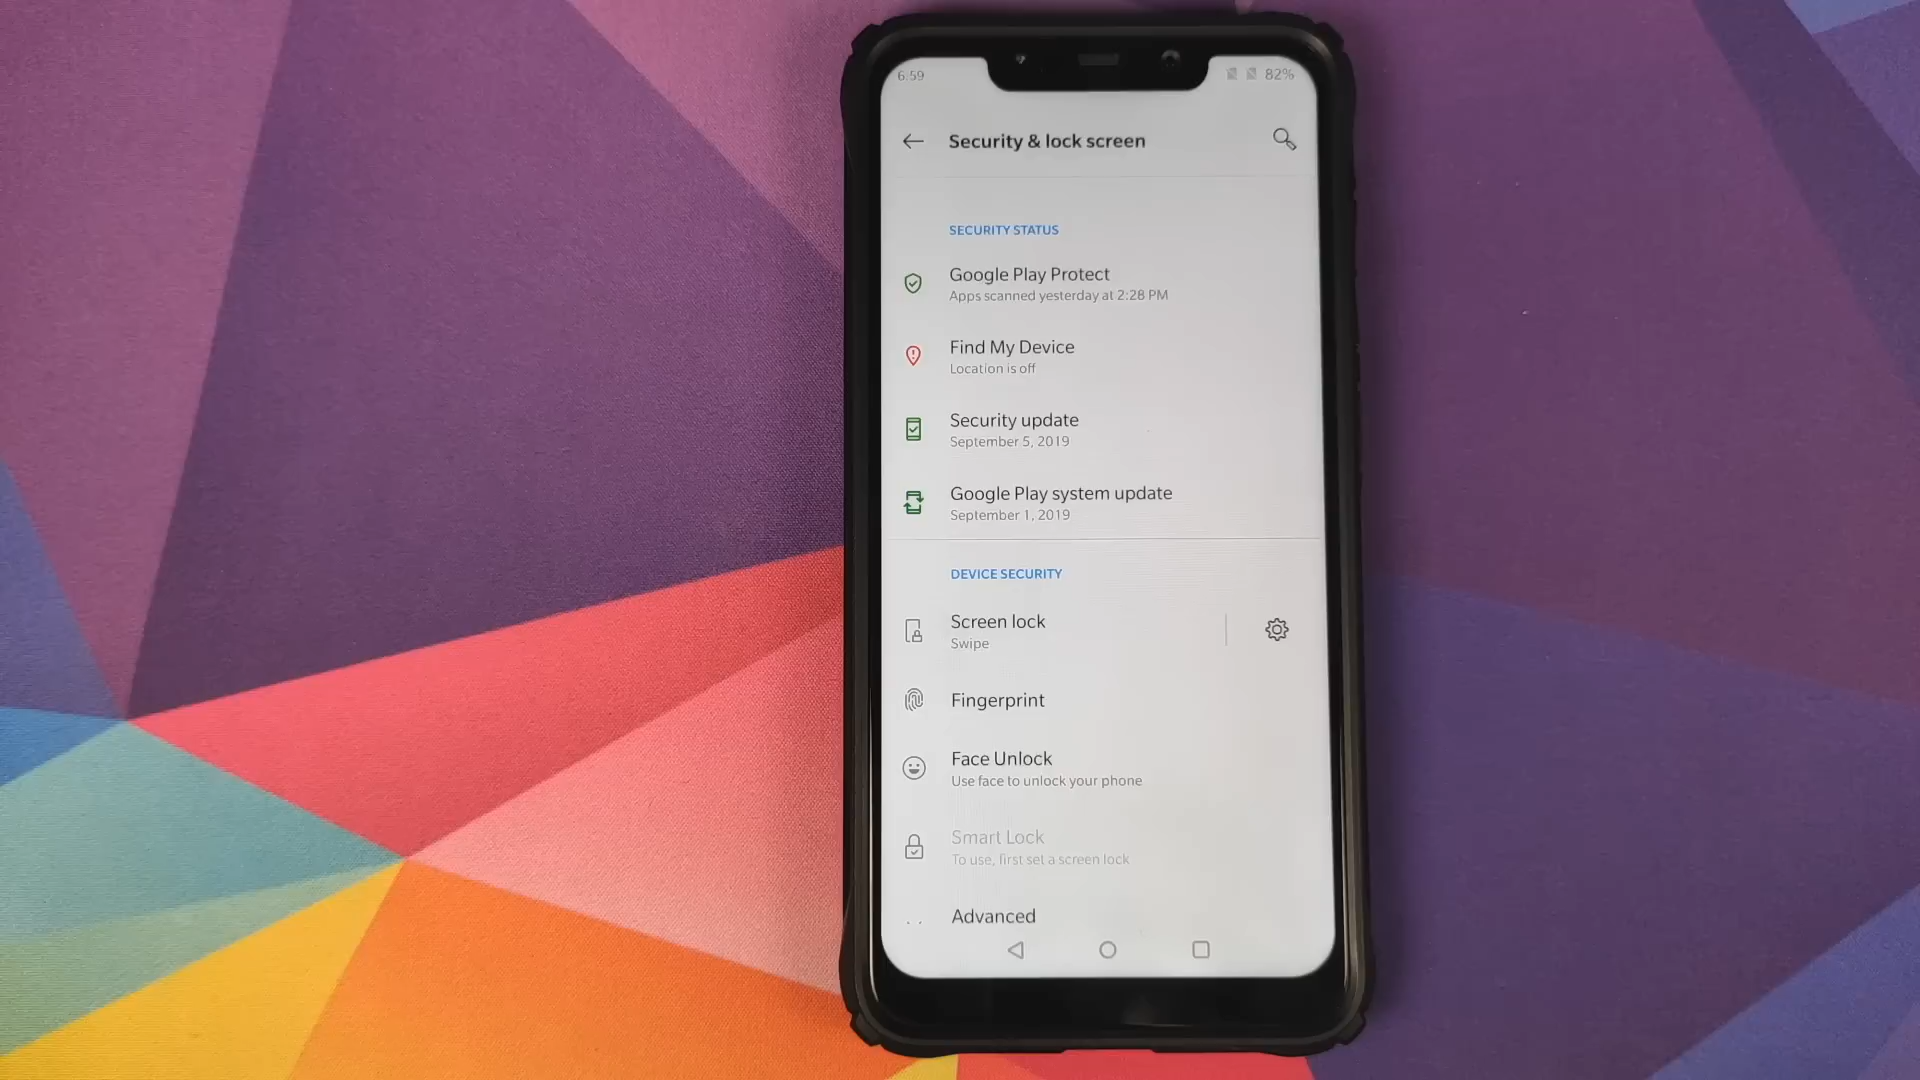 6:59
82%
Security & lock screen
SECURITY STATUS
Google Play Protect
Apps scanned yesterday at 2:28 PM
Find My Device
Location is off
Security update
September 5, 2019
Google Play system update
September 1, 2019
DEVICE SECURITY
Screen lock
Swipe
Fingerprint
Face Unlock
Use face to unlock your phone
Smart Lock
To use, first set a screen lock
Advanced